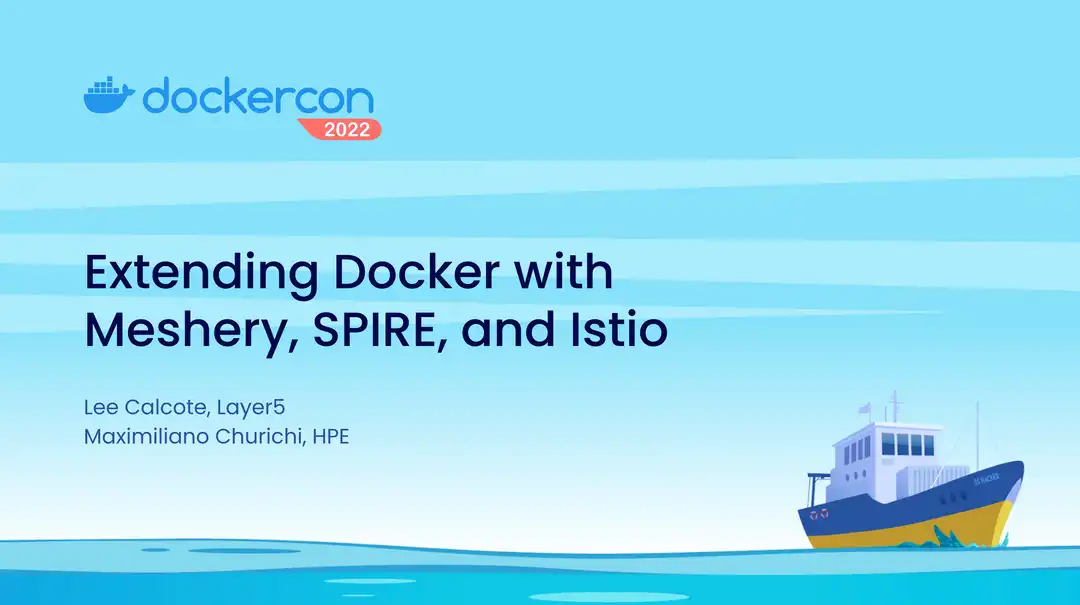 dockercon
2022
Extending Docker with
Meshery, SPIRE, and Istio
Lee Calcote, Layer5
Maximiliano Churichi, HPE